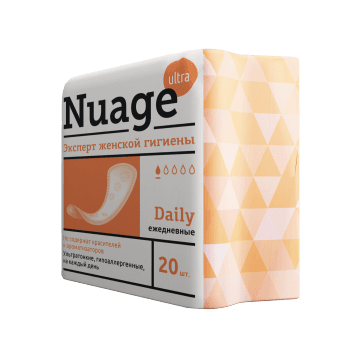 ultra
Nuage
Эксперт женской гигиены
Daily
ежедневные
Не содержат красителей
и ароматизаторов
Ультратонкие, гипоаллергенные,
на каждый день
20 шт.